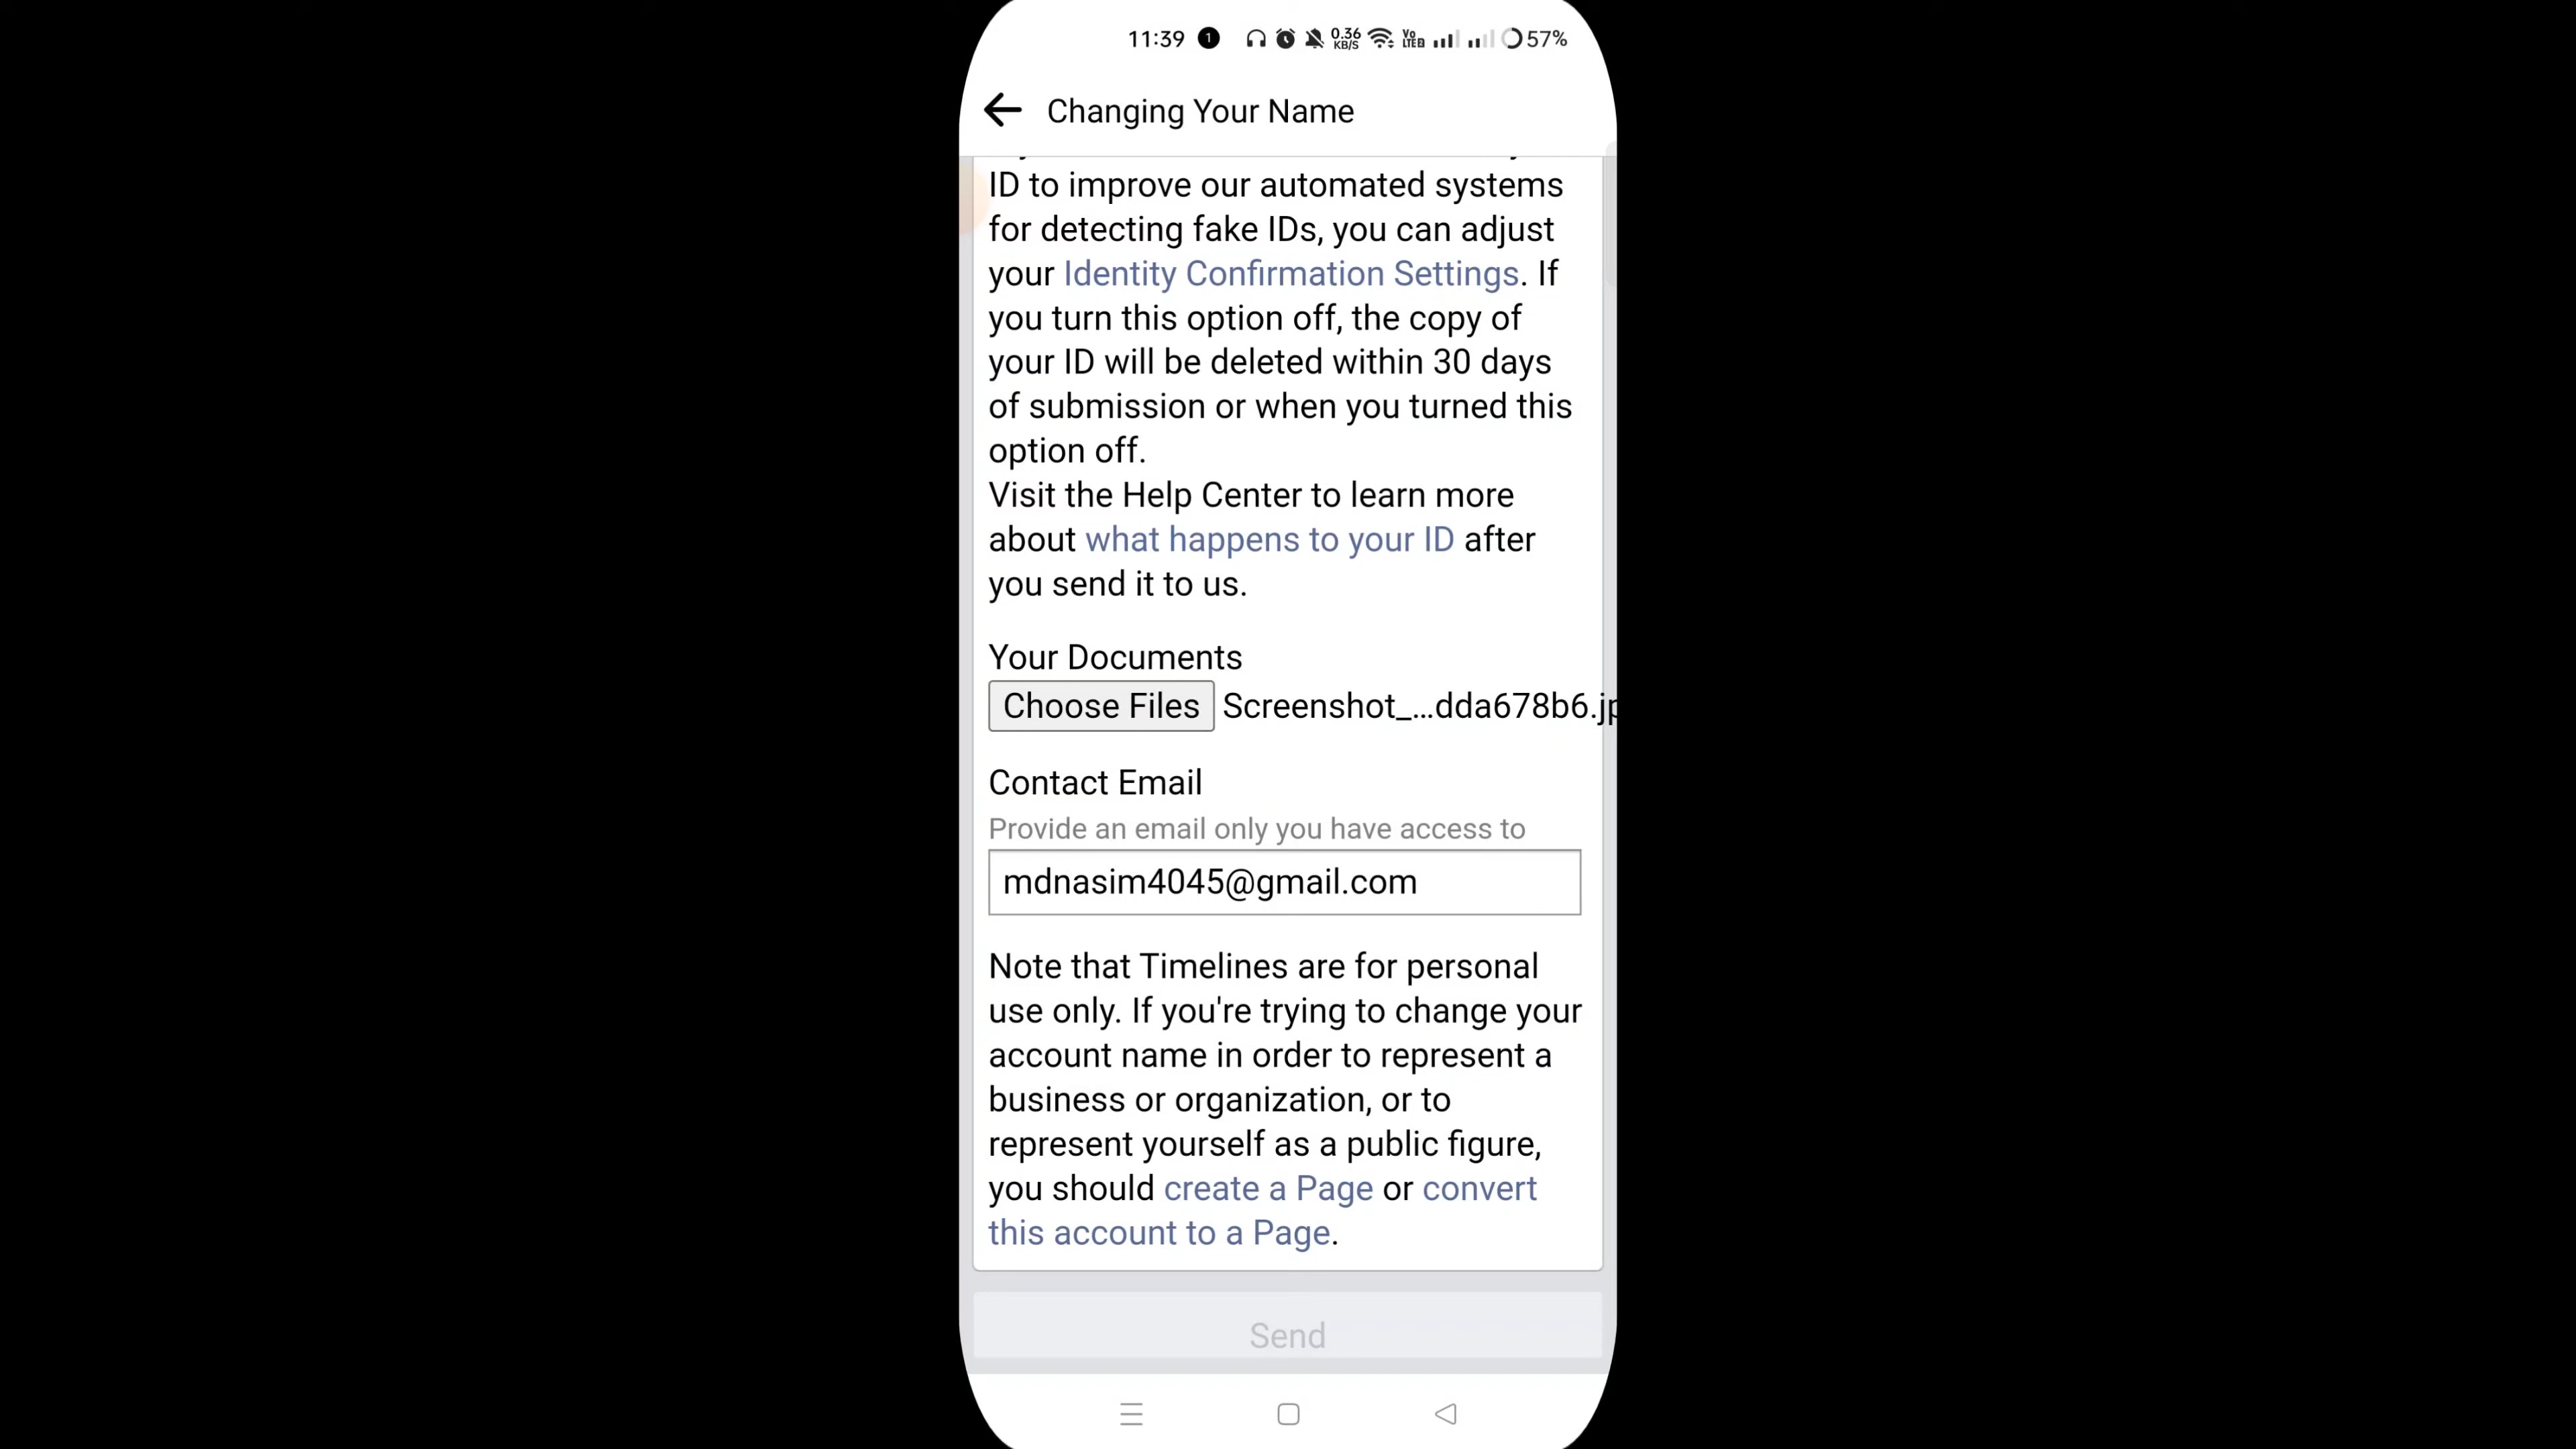 11:39 1 0.36 KB/S Vo LTE2 57%
Changing Your Name
ID to improve our automated systems
for detecting fake IDs, you can adjust
your Identity Confirmation Settings. If
you turn this option off, the copy of
your ID will be deleted within 30 days
of submission or when you turned this
option off.
Visit the Help Center to learn more
about what happens to your ID after
you send it to us.
Your Documents
Choose Files Screenshot_...dda678b6.jp
Contact Email
Provide an email only you have access to
mdnasim4045@gmail.com
Note that Timelines are for personal
use only. If you're trying to change your
account name in order to represent a
business or organization, or to
represent yourself as a public figure,
you should create a Page or convert
this account to a Page.
Send